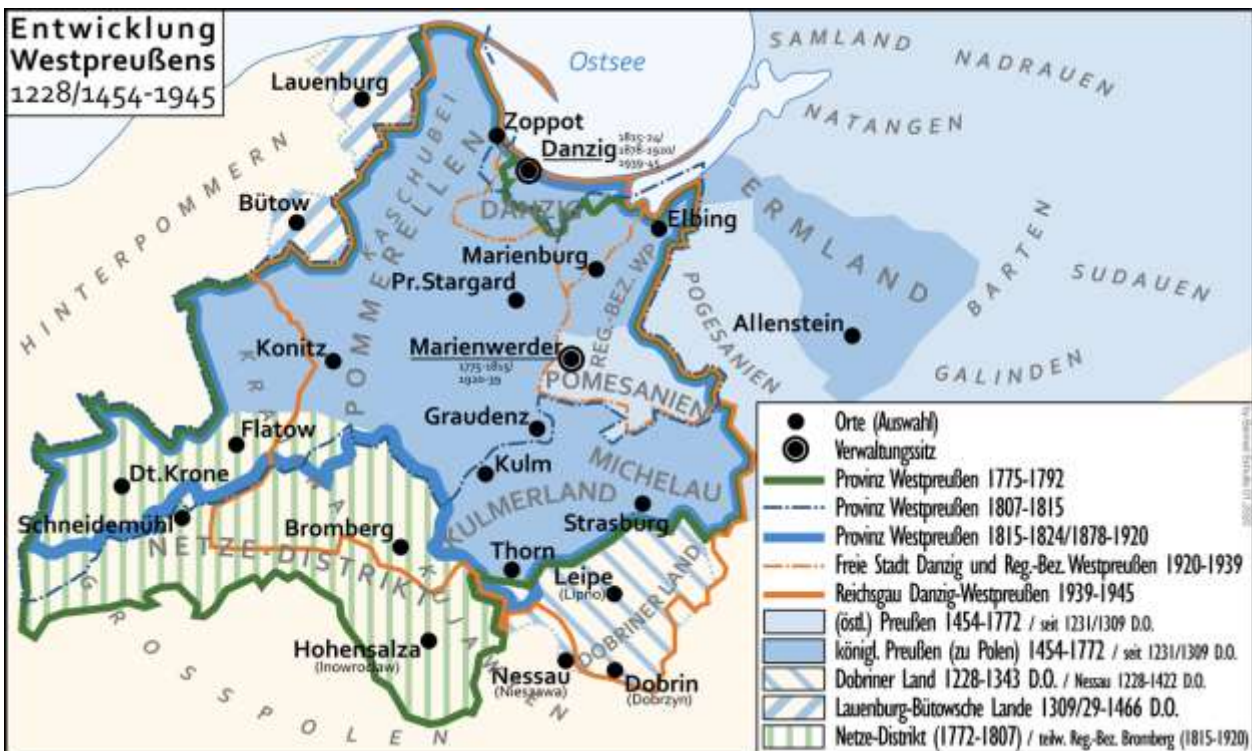 Entwicklung
Westpreußens
1228/1454-1945
Ostsee
SAMLAND
NADRAUEN
NATANGEN
Lauenburg
Zoppot
Danzig
1815-24/
1878-1920/
1939-45
KASCHUBEI
HINTERPOMMERN
Bütow
DANZIG
Elbing
ERMLAND
Marienburg
BARTEN
SUDAUEN
Pr.Stargard
REG.-BEZ. WP
POGESANIEN
Allenstein
POMMERELLEN
Konitz
Marienwerder
1775-1815/
1920-39
POMESANIEN
GALINDEN
Graudenz
Flatow
Dt.Krone
Kulm
MICHELAU
KULMERLAND
Strasburg
Schneidemühl
Bromberg
NETZE-DISTRIKT
Thorn
Leipe
(Lipno)
DOBRINER LAND
KUJAWEN
Hohensalza
(Inowrocław)
Nessau
(Nieszawa)
Dobrin
(Dobrzyn)
GROSSPOLEN
Orte (Auswahl)
Verwaltungssitz
Provinz Westpreußen 1775-1792
Provinz Westpreußen 1807-1815
Provinz Westpreußen 1815-1824/1878-1920
Freie Stadt Danzig und Reg.-Bez. Westpreußen 1920-1939
Reichsgau Danzig-Westpreußen 1939-1945
(östl.) Preußen 1454-1772 / seit 1231/1309 D.O.
königl. Preußen (zu Polen) 1454-1772 / seit 1231/1309 D.O.
Dobriner Land 1228-1343 D.O. / Nessau 1228-1422 D.O.
Lauenburg-Bütowsche Lande 1309/29-1466 D.O.
Netze-Distrikt (1772-1807) / teilw. Reg.-Bez. Bromberg (1815-1920)